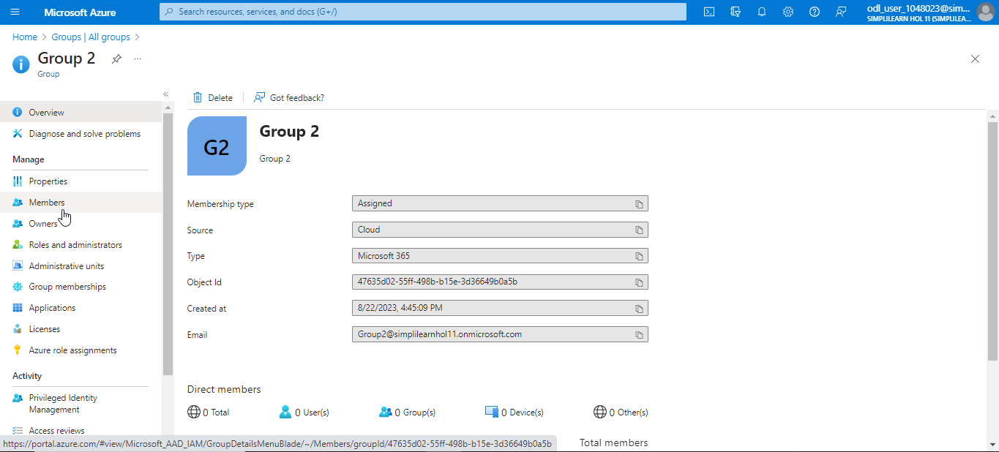 Microsoft Azure
Search resources, services, and docs (G+/)
odl_user_1048023@sim...
SIMPLILEARN HOL 11 (SIMPLILEA...
Home > Groups | All groups >
Group 2
...
Group
Overview
Diagnose and solve problems
Manage
Properties
Members
Owners
Roles and administrators
Administrative units
Group memberships
Applications
Licenses
Azure role assignments
Activity
Privileged Identity
Management
Access reviews
Delete
Got feedback?
G2
Group 2
Group 2
Membership type
Assigned
Source
Cloud
Type
Microsoft 365
Object Id
47635d02-55ff-498b-b15e-3d36649b0a5b
Created at
8/22/2023, 4:45:09 PM
Email
Group2@simplilearnhol11.onmicrosoft.com
Direct members
0 Total
0 User(s)
0 Group(s)
0 Device(s)
0 Other(s)
Total members
https://portal.azure.com/#view/Microsoft_AAD_IAM/GroupDetailsMenuBlade/~/Members/groupId/47635d02-55ff-498b-b15e-3d36649b0a5b